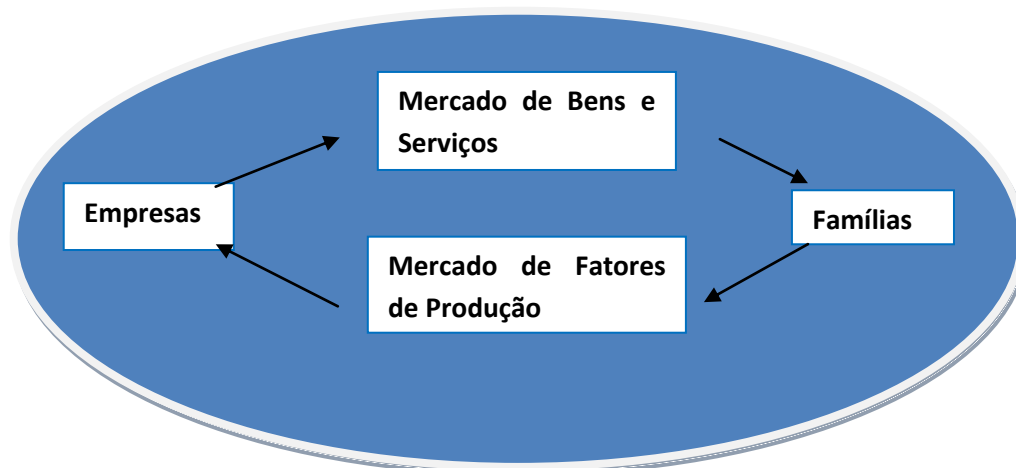 Mercado de Bens e
Serviços
Empresas
Famílias
Mercado de Fatores
de Produção